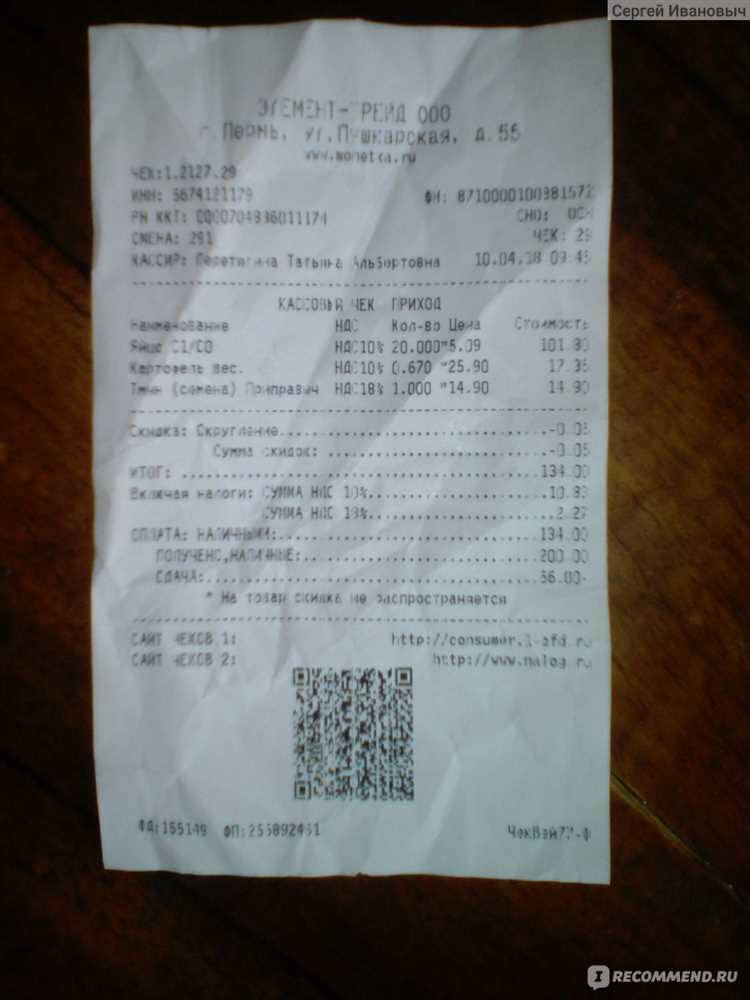 Сергей Ивановыч
ЭЛЕМЕНТ-ТРЕЙД ООО
г.Пермь, ул.Пушкарская, д.55
www.monetka.ru
ЧЕК:1.2127.29
ИНН: 5674121179 ФН: 8710000100381572
РН ККТ: 0000704836011174 СНО: ОСН
СМЕНА: 291 ЧЕК: 29
КАССИР: Татьяна Альбертовна 10.04.18 09:45
КАССОВЫЙ ЧЕК ПРИХОД
Наименование НДС Кол-во Цена Стоимость
Яйцо С1/С0 НДС10% 20.000*5.09 101.80
Картофель вес. НДС10% 0.670 *25.90 17.35
Тмин (семена) Приправыч НДС18% 1.000 *14.90 14.90
Скидка: Округление -0.05
Сумма скидок: -0.05
ИТОГ: 134.00
Включая налоги: СУММА НДС 10% 10.83
СУММА НДС 18% 2.27
ОПЛАТА: НАЛИЧНЫМИ: 134.00
ПОЛУЧЕНО,НАЛИЧНЫЕ: 200.00
СДАЧА: 66.00
* На товар скидка не распространяется
САЙТ ЧЕКОВ 1: http://consumer.1-ofd.ru
САЙТ ЧЕКОВ 2: http://www.nalog.ru
ФД:155149 ФП:255892431
I RECOMMEND.RU